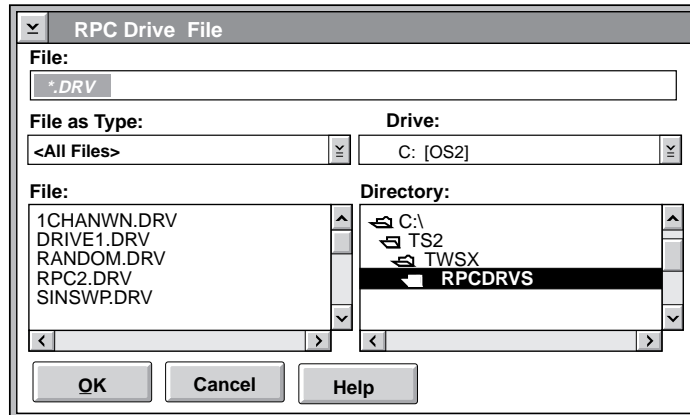 RPC Drive File
File:
*.DRV
File as Type:
Drive:
<All Files>
C: [OS2]
File:
Directory:
1CHANWN.DRV
DRIVE1.DRV
RANDOM.DRV
RPC2.DRV
SINSWP.DRV
C:\
TS2
TWSX
RPCDRVS
OK
Cancel
Help